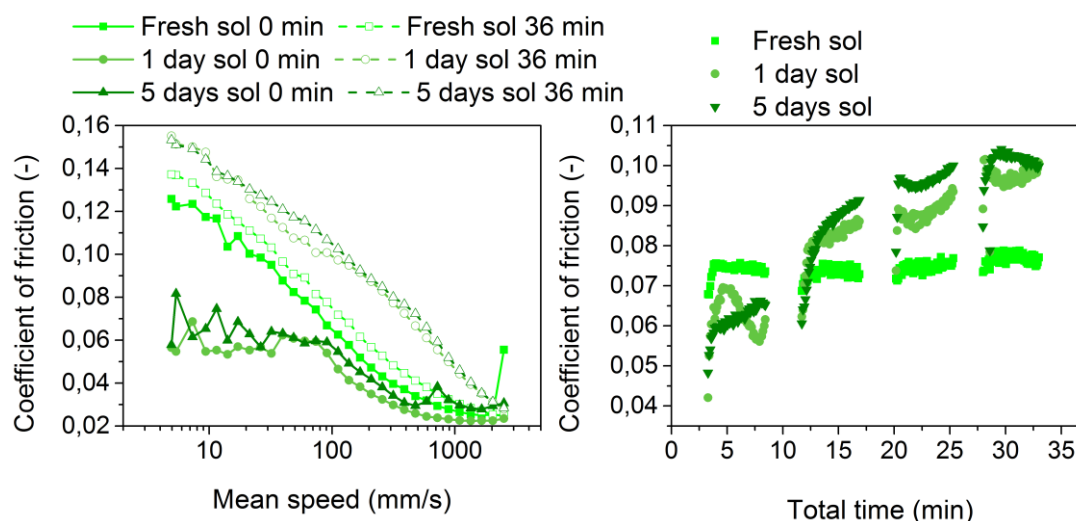 Fresh sol 0 min
Fresh sol 36 min
1 day sol 0 min
1 day sol 36 min
5 days sol 0 min
5 days sol 36 min
0,16
0,14
0,12
0,10
0,08
0,06
0,04
0,02
Coefficient of friction (-)
10
100
1000
Mean speed (mm/s)
Fresh sol
1 day sol
5 days sol
0,11
0,10
0,09
0,08
0,07
0,06
0,05
0,04
Coefficient of friction (-)
0
5
10
15
20
25
30
35
Total time (min)